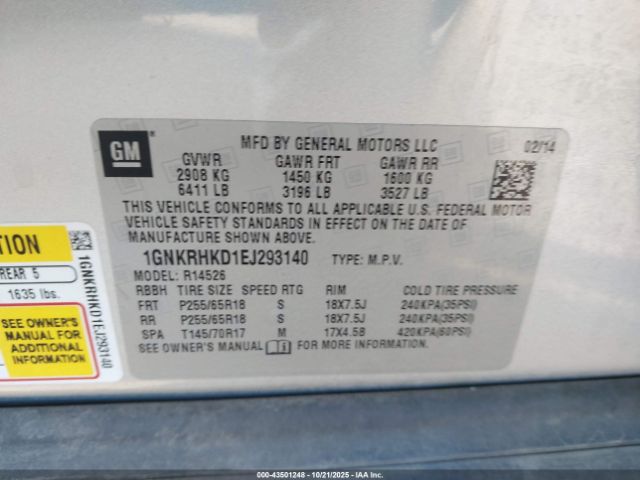 GM
MFD BY GENERAL MOTORS LLC 02/14
GVWR GAWR FRT GAWR RR
2908 KG 1450 KG 1600 KG
6411 LB 3196 LB 3527 LB
THIS VEHICLE CONFORMS TO ALL APPLICABLE U.S. FEDERAL MOTOR
VEHICLE SAFETY STANDARDS IN EFFECT ON THE DATE OF
MANUFACTURE SHOWN ABOVE.
1GNKRHKD1EJ293140 TYPE: M.P.V.
MODEL: R14526
RBBH TIRE SIZE SPEED RTG RIM COLD TIRE PRESSURE
FRT P255/65R18 S 18X7.5J 240KPA(35PSI)
RR P255/65R18 S 18X7.5J 240KPA(35PSI)
SPA T145/70R17 M 17X4.5B 420KPA(60PSI)
SEE OWNER'S MANUAL FOR MORE INFORMATION.
TION
REAR 5
1635 lbs.
SEE OWNER'S
MANUAL FOR
ADDITIONAL
INFORMATION
1GNKRHKD1EJ293140
000-43501248 - 10/21/2025 - IAA, Inc.